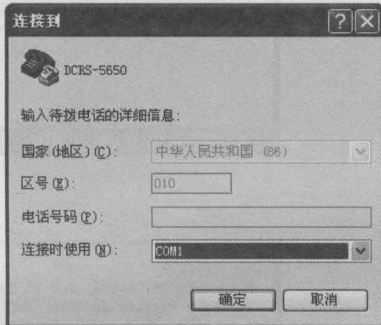 连接到
DCRS-5650
输入待拨电话的详细信息:
国家(地区)(C): 中华人民共和国 (86)
区号(E): 010
电话号码(P):
连接时使用(N): COM1
确定 取消